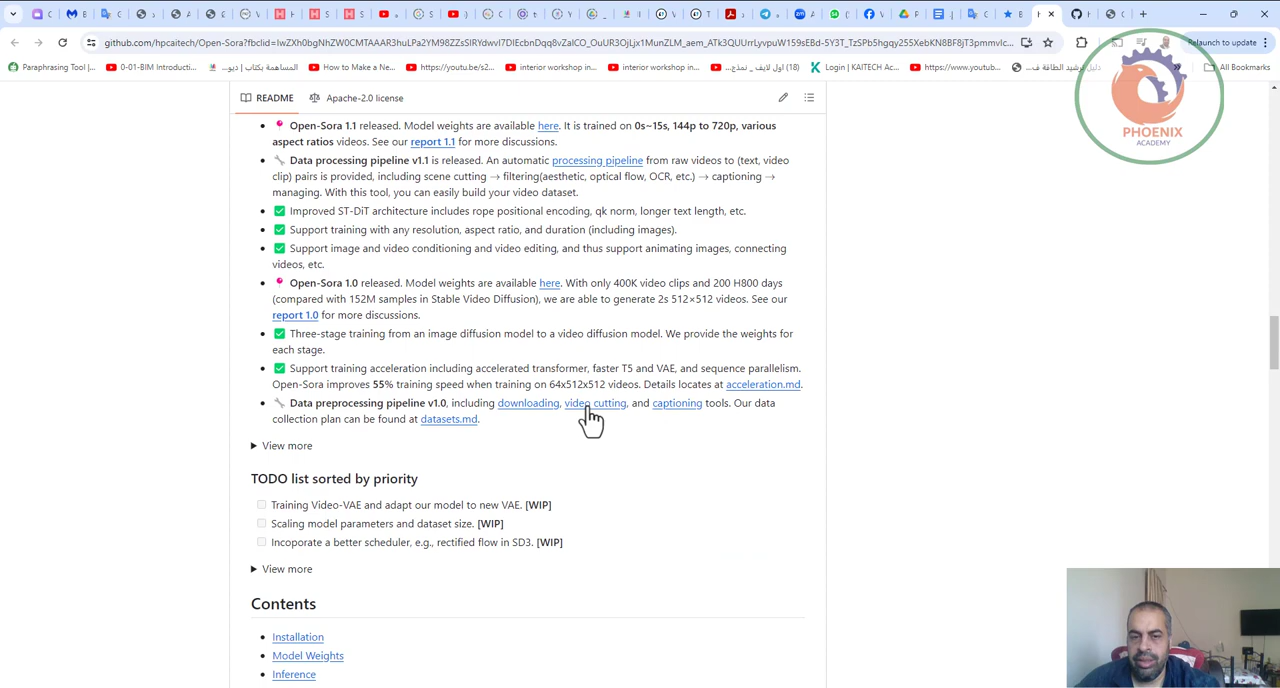 github.com/hpcaitech/Open-Sora?fbclid=
Relaunch to update
Paraphrasing Tool |...
0-01-BIM Introducti...
المساهمة بكتاب | ديو...
How to Make a New...
interior workshop in...
interior workshop in...
(18) اول لايف _ نمذج...
Login | KAITECH Ac...
https://www.youtub...
All Bookmarks
README
Apache-2.0 license
Open-Sora 1.1 released. Model weights are available here. It is trained on 0s~15s, 144p to 720p, various
aspect ratios videos. See our report 1.1 for more discussions.
Data processing pipeline v1.1 is released. An automatic processing pipeline from raw videos to (text, video
clip) pairs is provided, including scene cutting → filtering(aesthetic, optical flow, OCR, etc.) → captioning →
managing. With this tool, you can easily build your video dataset.
Improved ST-DiT architecture includes rope positional encoding, qk norm, longer text length, etc.
Support training with any resolution, aspect ratio, and duration (including images).
Support image and video conditioning and video editing, and thus support animating images, connecting
videos, etc.
Open-Sora 1.0 released. Model weights are available here. With only 400K video clips and 200 H800 days
(compared with 152M samples in Stable Video Diffusion), we are able to generate 2s 512×512 videos. See our
report 1.0 for more discussions.
Three-stage training from an image diffusion model to a video diffusion model. We provide the weights for
each stage.
Support training acceleration including accelerated transformer, faster T5 and VAE, and sequence parallelism.
Open-Sora improves 55% training speed when training on 64x512x512 videos. Details locates at acceleration.md.
Data preprocessing pipeline v1.0, including downloading, video cutting, and captioning tools. Our data
collection plan can be found at datasets.md.
View more
TODO list sorted by priority
Training Video-VAE and adapt our model to new VAE. [WIP]
Scaling model parameters and dataset size. [WIP]
Incoporate a better scheduler, e.g., rectified flow in SD3. [WIP]
View more
Contents
Installation
Model Weights
Inference
PHOENIX
ACADEMY